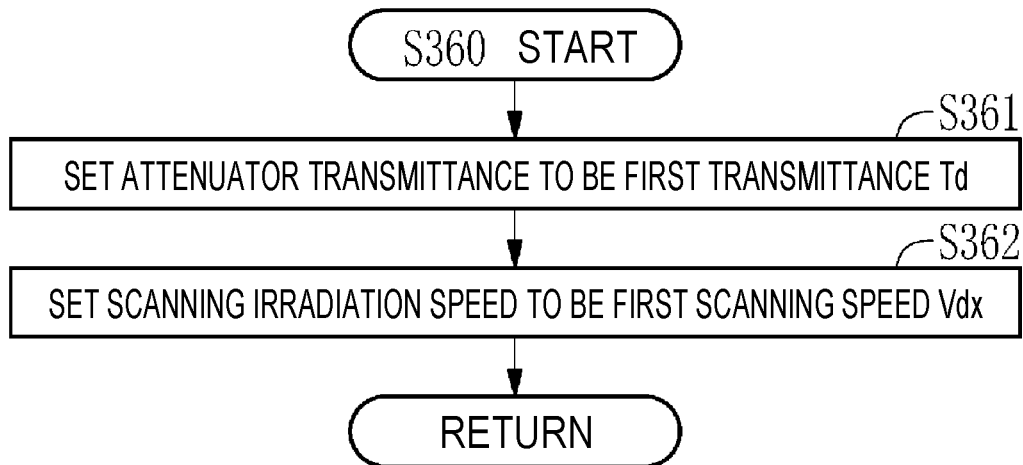 S360 START
S361
SET ATTENUATOR TRANSMITTANCE TO BE FIRST TRANSMITTANCE Td
S362
SET SCANNING IRRADIATION SPEED TO BE FIRST SCANNING SPEED Vdx
RETURN